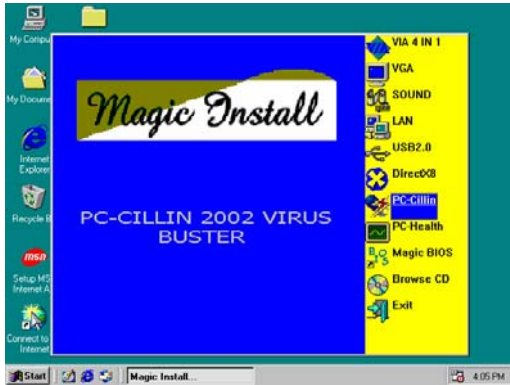 My Compu
My Docume
Internet
Explorer
Recycle B
msn
Setup MS
Internet A
Connect to
Internet
Magic Install
PC-CILLIN 2002 VIRUS
BUSTER
VIA 4 IN 1
VGA
SOUND
LAN
USB2.0
DirectX8
PC-Cillin
PC-Health
Magic BIOS
Browse CD
Exit
Start
Magic Install...
4:05 PM